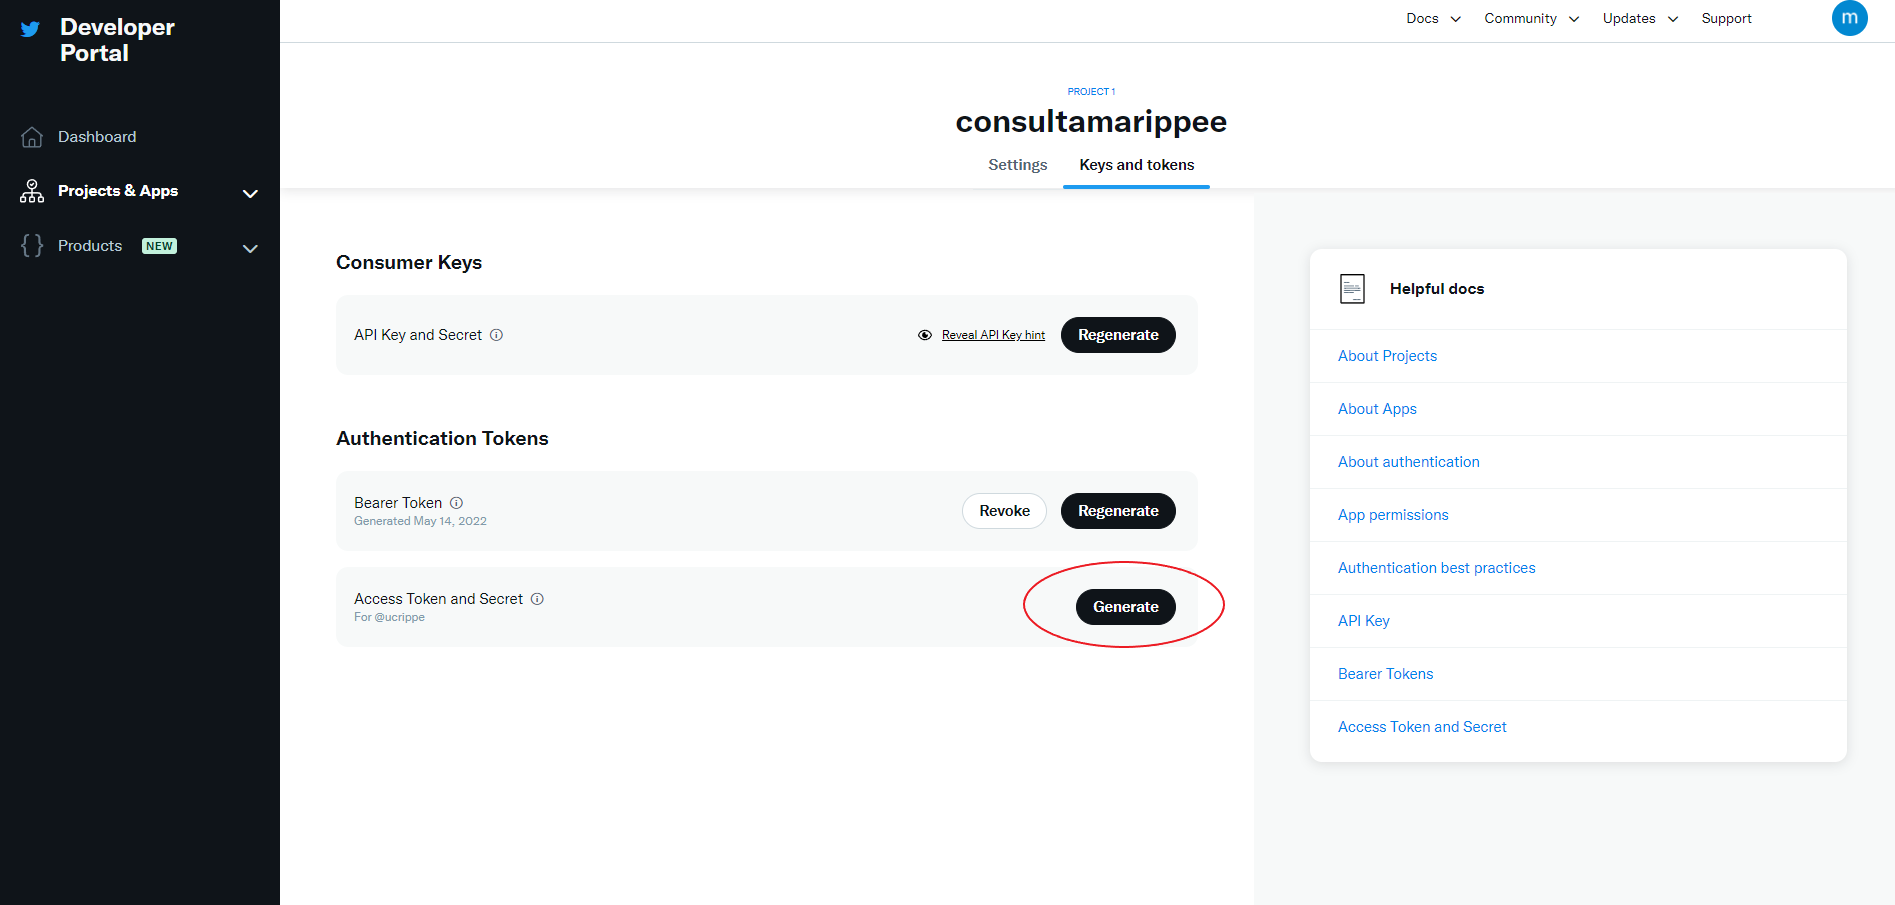 Developer
Portal
Dashboard
Projects & Apps
Products NEW
Docs Community Updates Support
m
PROJECT 1
consultamarippee
Settings Keys and tokens
Consumer Keys
API Key and Secret
Reveal API Key hint Regenerate
Authentication Tokens
Bearer Token
Generated May 14, 2022
Revoke Regenerate
Access Token and Secret
For @ucrippe
Generate
Helpful docs
About Projects
About Apps
About authentication
App permissions
Authentication best practices
API Key
Bearer Tokens
Access Token and Secret